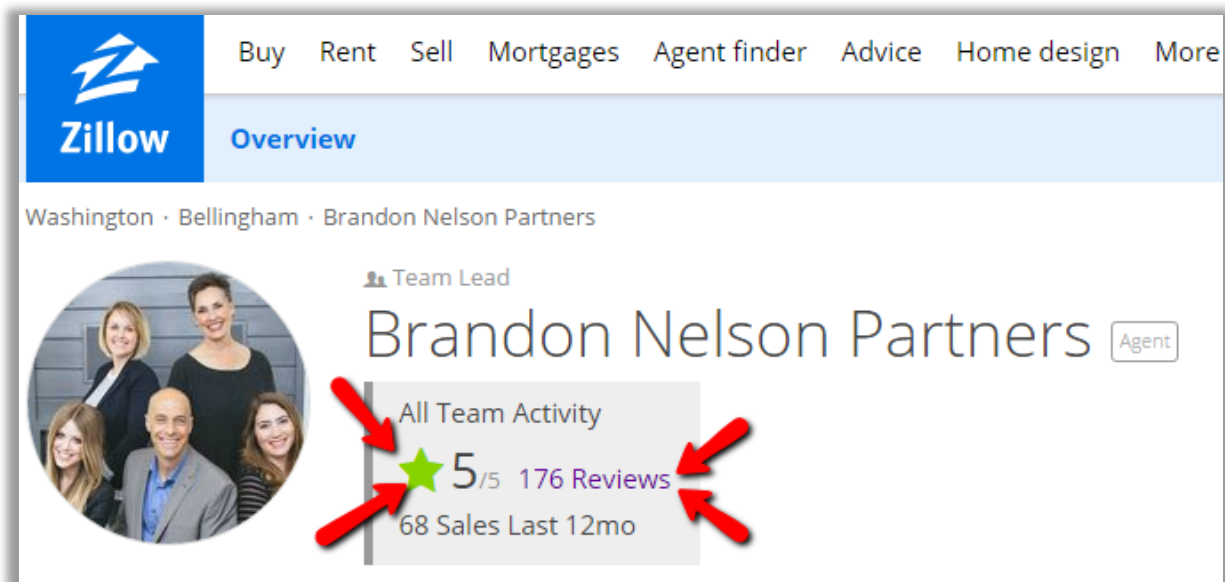 Zillow
Buy Rent Sell Mortgages Agent finder Advice Home design More
Overview
Washington · Bellingham · Brandon Nelson Partners
Team Lead
Brandon Nelson Partners Agent
All Team Activity
5/5 176 Reviews
68 Sales Last 12mo